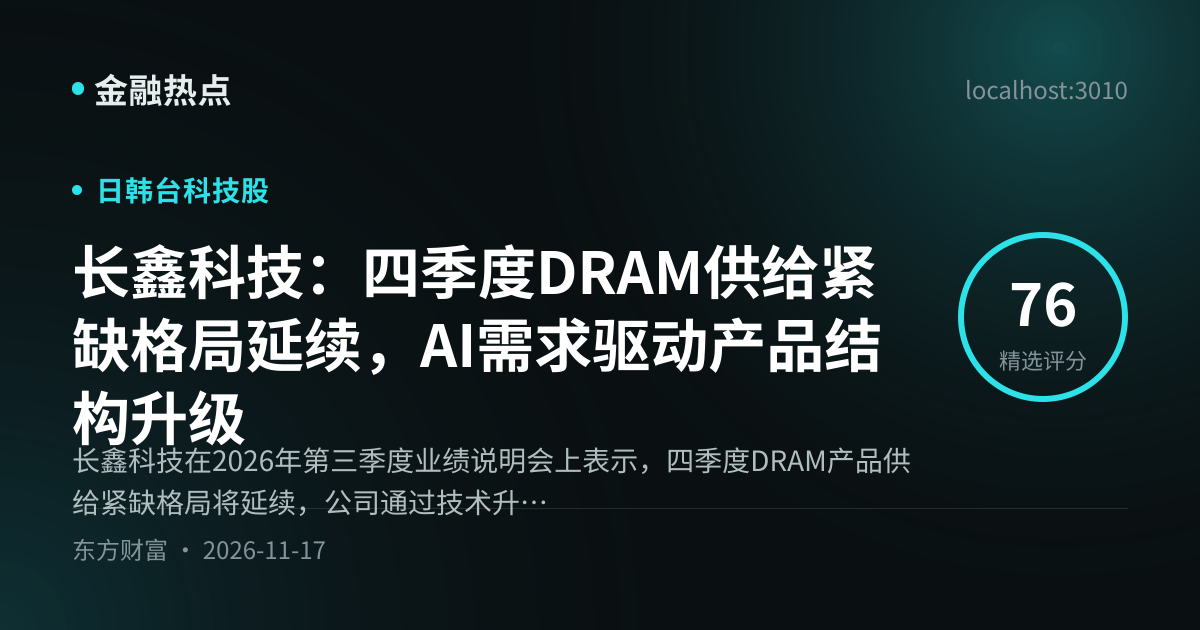 金融热点
localhost:3010
日韩台科技股
长鑫科技：四季度DRAM供给紧
缺格局延续，AI需求驱动产品结
构升级
76
精选评分
长鑫科技在2026年第三季度业绩说明会上表示，四季度DRAM产品供
给紧缺格局将延续，公司通过技术升…
东方财富 · 2026-11-17